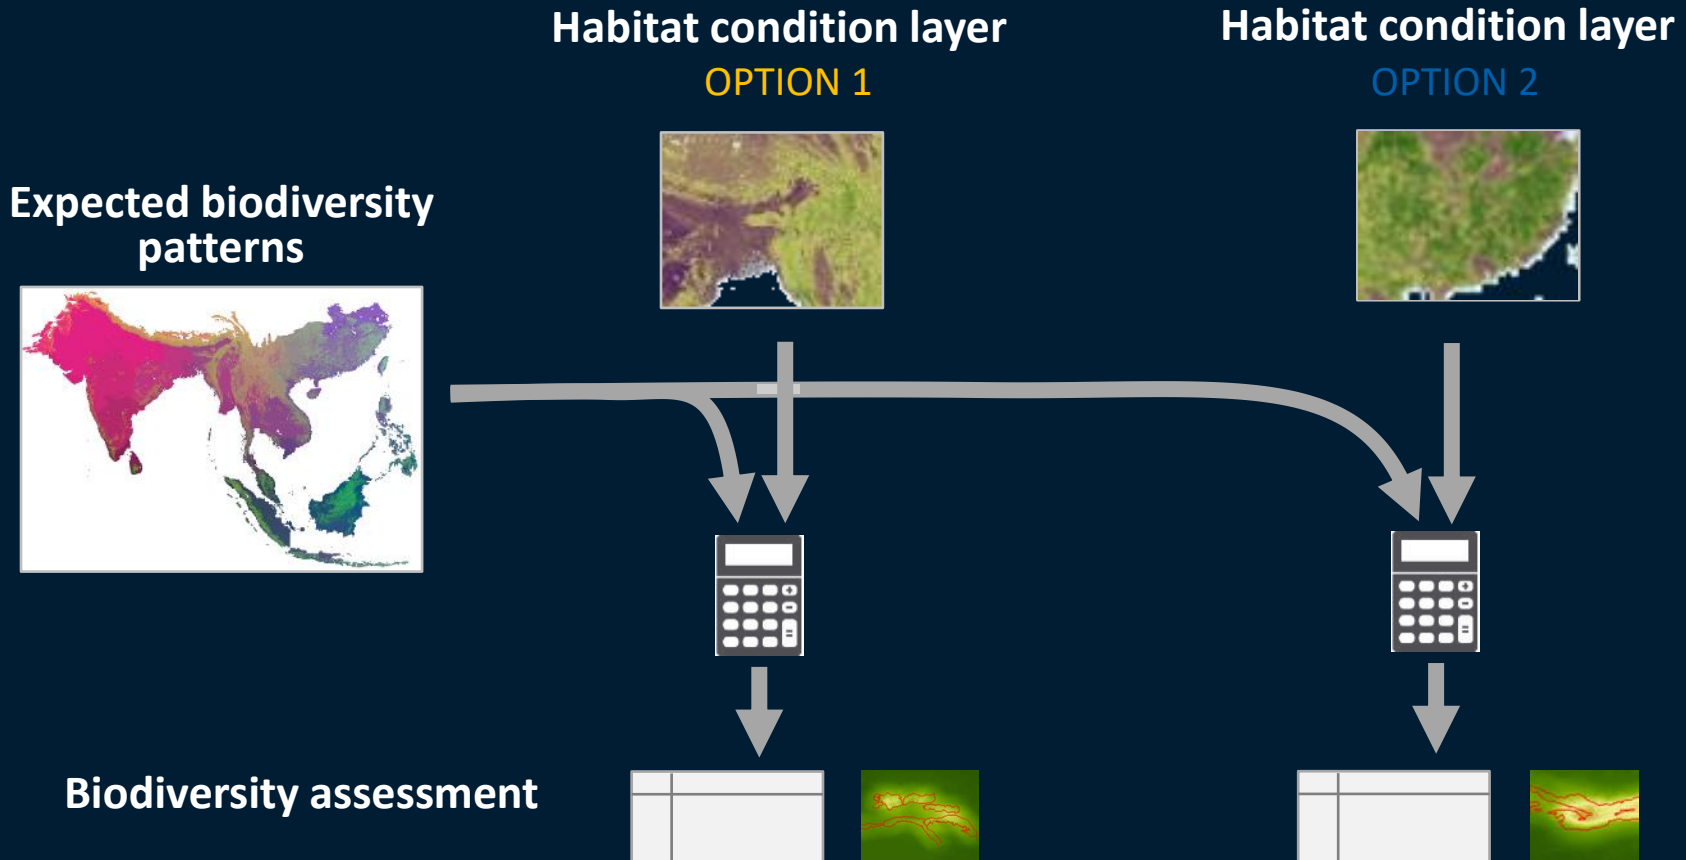 Habitat condition layer
OPTION 1
Habitat condition layer
OPTION 2
Expected biodiversity
patterns
Biodiversity assessment